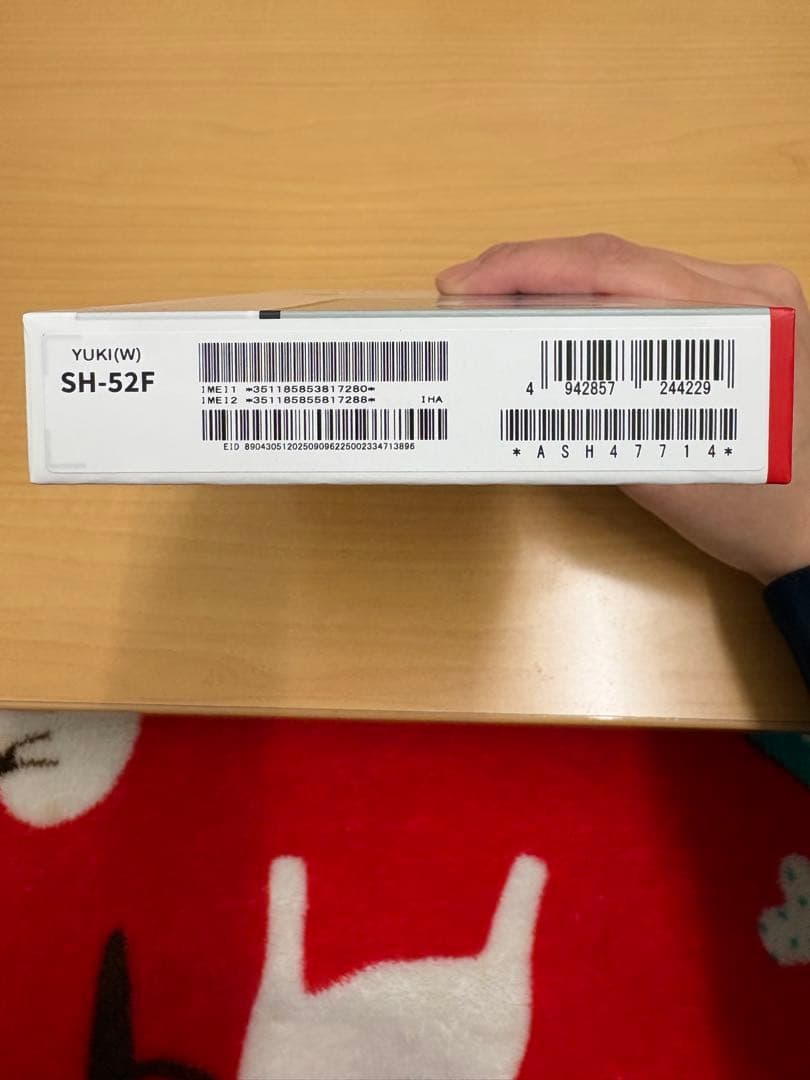 YUKI(W)
SH-52F
IMEI1 *351185853817280*
IMEI2 *351185855817288* IHA
EID 89043051202509096225002334713896
4 942857 244229
*ASH47714*